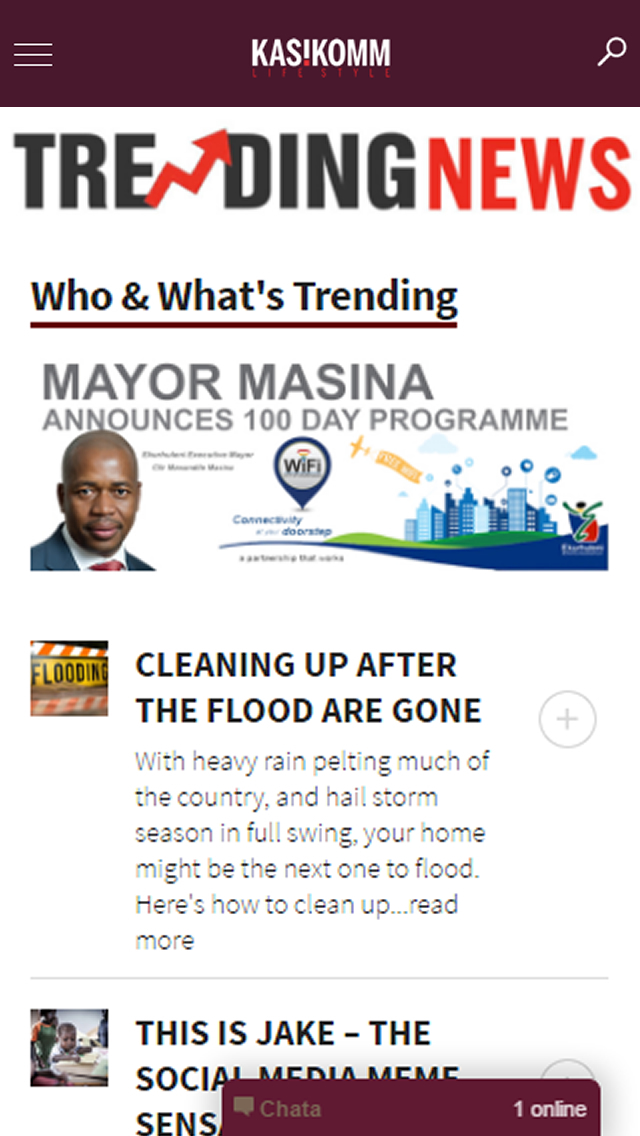 KAS!KOMM
LIFE STYLE
TRENDING NEWS
Who & What's Trending
MAYOR MASINA
ANNOUNCES 100 DAY PROGRAMME
Ekurhuleni Executive Mayor
Cllr Mzwandile Masina
WiFi
FREE WIFI
Connectivity
at your doorstep
a partnership that works
Ekurhuleni
FLOODING
CLEANING UP AFTER
THE FLOOD ARE GONE
With heavy rain pelting much of
the country, and hail storm
season in full swing, your home
might be the next one to flood.
Here's how to clean up...read
more
THIS IS JAKE – THE
SOCIAL MEDIA MEME
SENSA
Chata
1 online